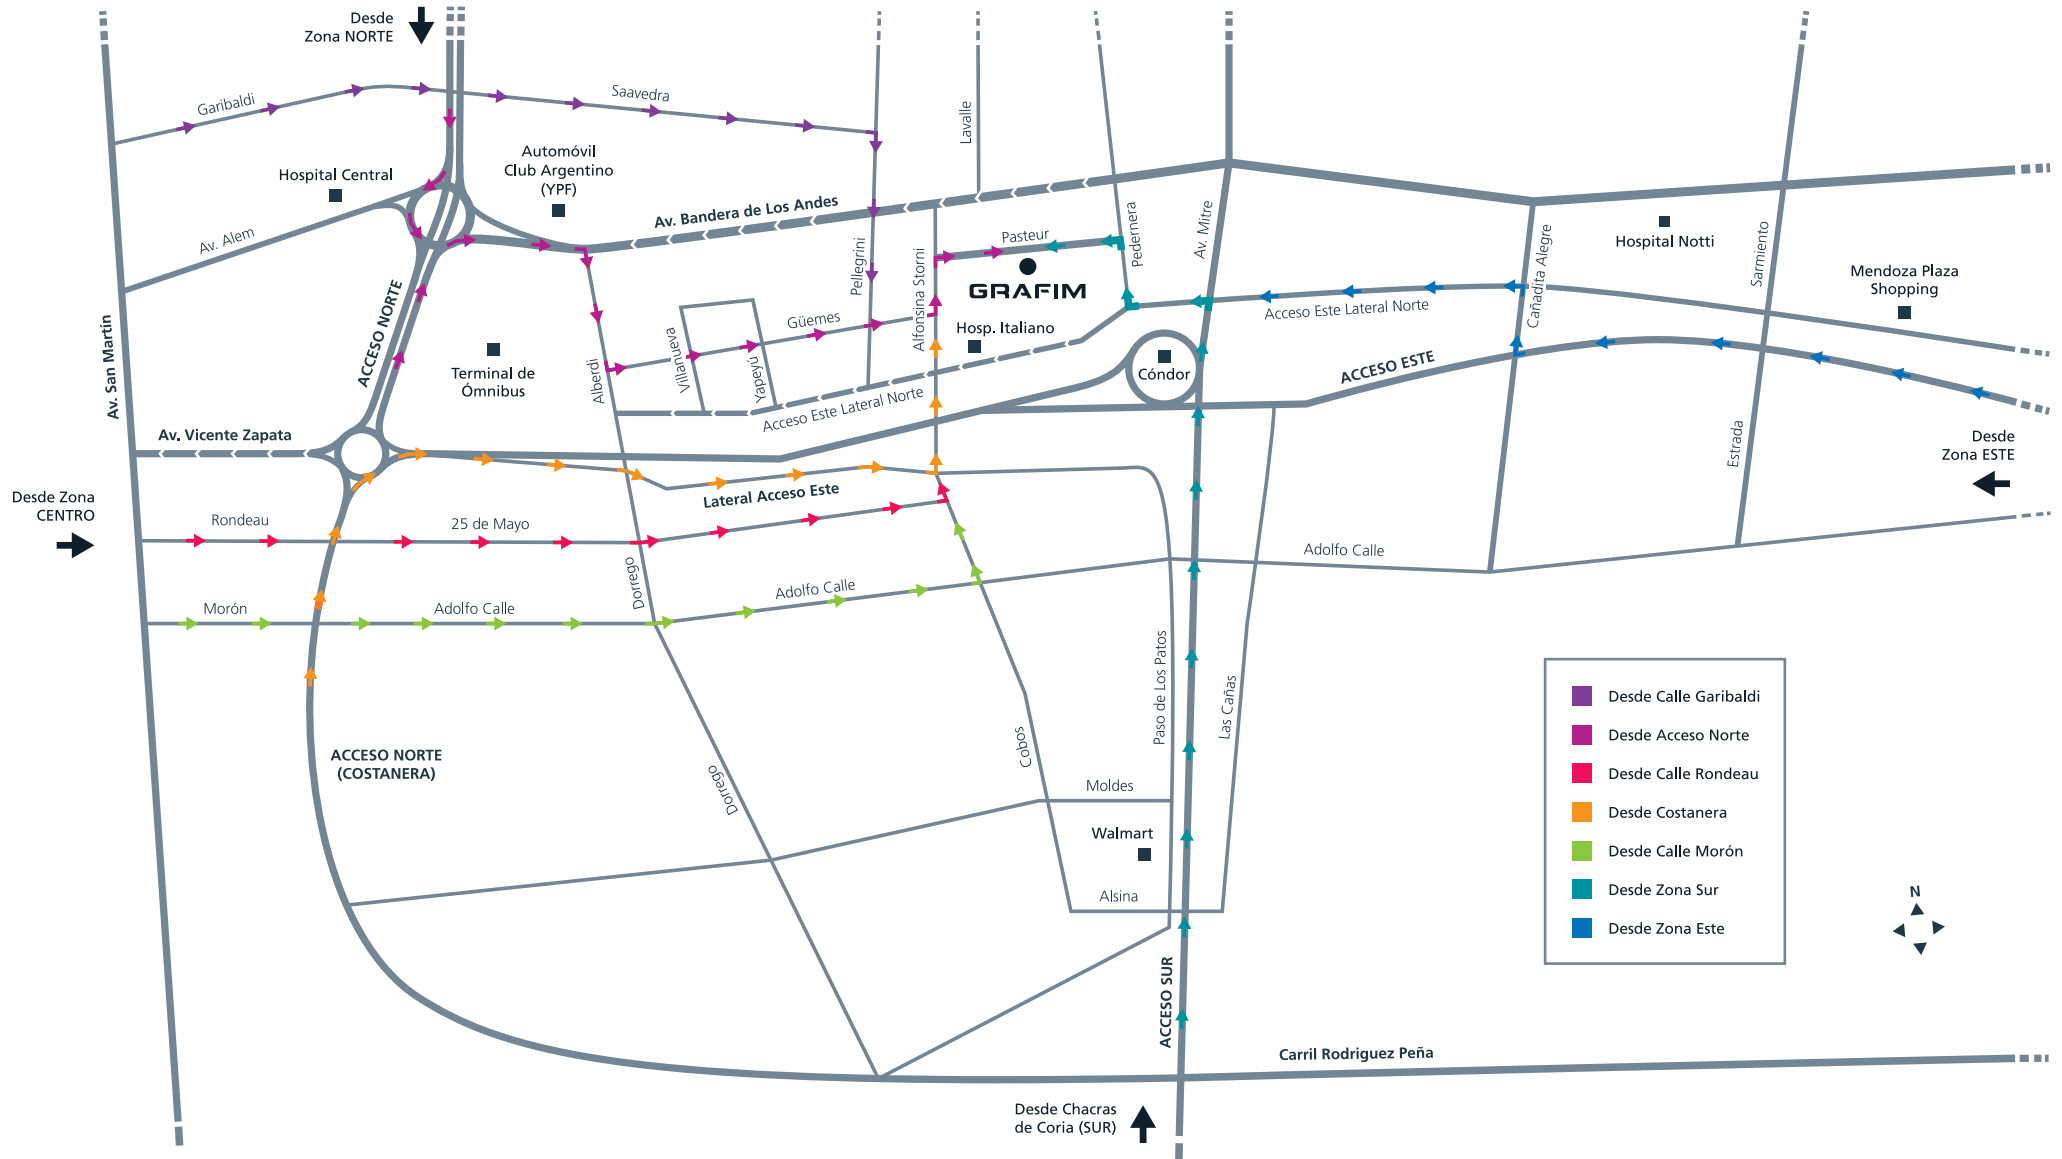 Desde
Zona NORTE
Garibaldi
Saavedra
Lavalle
Hospital Central
Automóvil
Club Argentino
(YPF)
Av. Alem
Av. Bandera de Los Andes
Pellegrini
Alfonsina Storni
Pasteur
GRAFIM
Pedernera
Av. Mitre
Cañadita Alegre
Hospital Notti
Sarmiento
Mendoza Plaza
Shopping
Av. San Martín
ACCESO NORTE
Terminal de
Ómnibus
Alberdi
Villanueva
Yapeyú
Güemes
Hosp. Italiano
Acceso Este Lateral Norte
Cóndor
Acceso Este Lateral Norte
ACCESO ESTE
Av. Vicente Zapata
Estrada
Desde
Zona ESTE
Desde Zona
CENTRO
Lateral Acceso Este
Rondeau
25 de Mayo
Dorrego
Adolfo Calle
Morón
Adolfo Calle
Adolfo Calle
Paso de Los Patos
Las Cañas
Cobos
Dorrego
ACCESO NORTE
(COSTANERA)
Moldes
Walmart
Alsina
ACCESO SUR
Desde Calle Garibaldi
Desde Acceso Norte
Desde Calle Rondeau
Desde Costanera
Desde Calle Morón
Desde Zona Sur
Desde Zona Este
N
Carril Rodriguez Peña
Desde Chacras
de Coria (SUR)